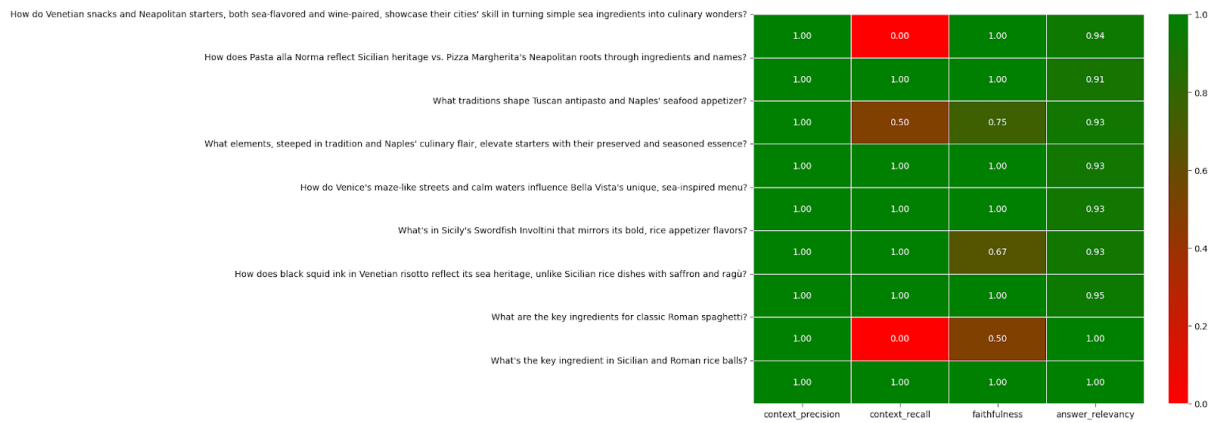 How do Venetian snacks and Neapolitan starters, both sea-flavored and wine-paired, showcase their cities' skill in turning simple sea ingredients into culinary wonders?
1.00 0.00 1.00 0.94
How does Pasta alla Norma reflect Sicilian heritage vs. Pizza Margherita's Neapolitan roots through ingredients and names?
1.00 1.00 1.00 0.91
What traditions shape Tuscan antipasto and Naples' seafood appetizer?
1.00 0.50 0.75 0.93
What elements, steeped in tradition and Naples' culinary flair, elevate starters with their preserved and seasoned essence?
1.00 1.00 1.00 0.93
How do Venice's maze-like streets and calm waters influence Bella Vista's unique, sea-inspired menu?
1.00 1.00 1.00 0.93
What's in Sicily's Swordfish Involtini that mirrors its bold, rice appetizer flavors?
1.00 1.00 0.67 0.93
How does black squid ink in Venetian risotto reflect its sea heritage, unlike Sicilian rice dishes with saffron and ragù?
1.00 1.00 1.00 0.95
What are the key ingredients for classic Roman spaghetti?
1.00 0.00 0.50 1.00
What's the key ingredient in Sicilian and Roman rice balls?
1.00 1.00 1.00 1.00
context_precision context_recall faithfulness answer_relevancy
1.0
0.8
0.6
0.4
0.2
0.0